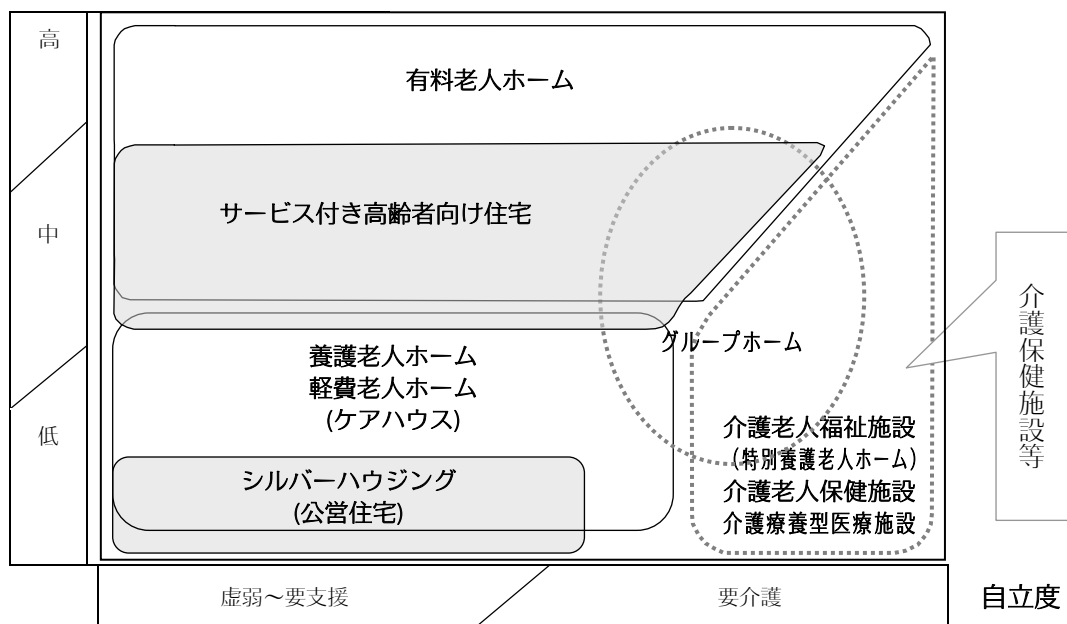 高
有料老人ホーム
サービス付き高齢者向け住宅
中
介護保健施設等
グループホーム
養護老人ホーム
軽費老人ホーム
(ケアハウス)
低
介護老人福祉施設
(特別養護老人ホーム)
介護老人保健施設
介護療養型医療施設
シルバーハウジング
(公営住宅)
虚弱～要支援
要介護
自立度